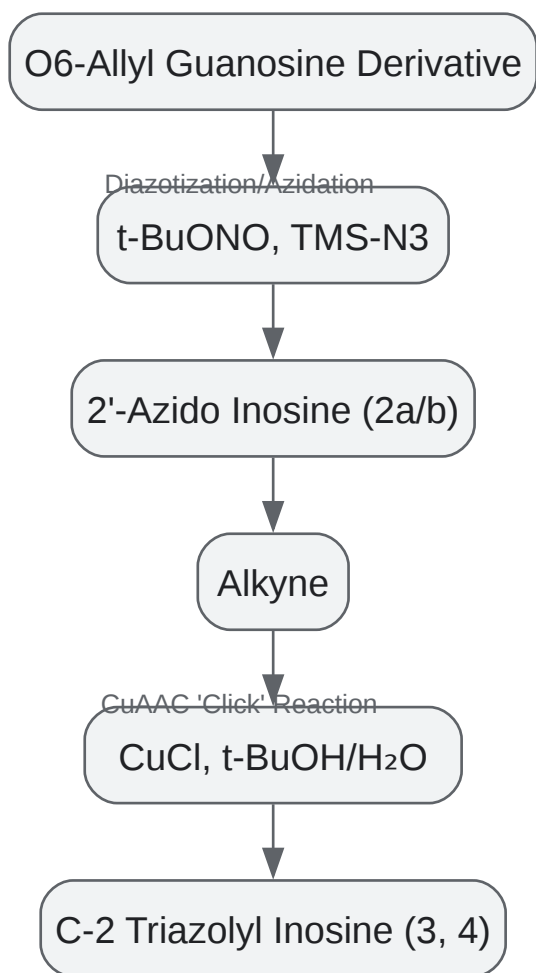 O6-Allyl Guanosine Derivative
Diazotization/Azidation
t-BuONO, TMS-N3
2'-Azido Inosine (2a/b)
Alkyne
CuAAC 'Click' Reaction
CuCl, t-BuOH/H₂O
C-2 Triazolyl Inosine (3, 4)